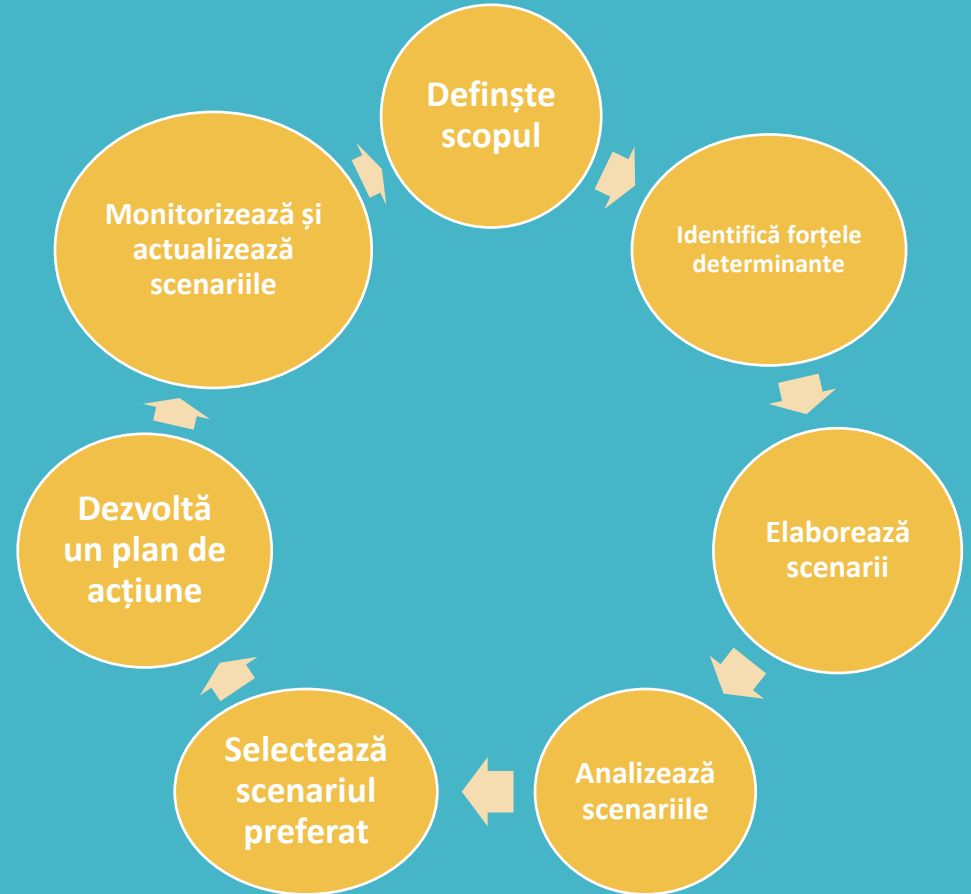 Definște
scopul
Identifică forțele
determinante
Elaborează
scenarii
Analizează
scenariile
Selectează
scenariul
preferat
Dezvoltă
un plan de
acțiune
Monitorizează și
actualizează
scenariile